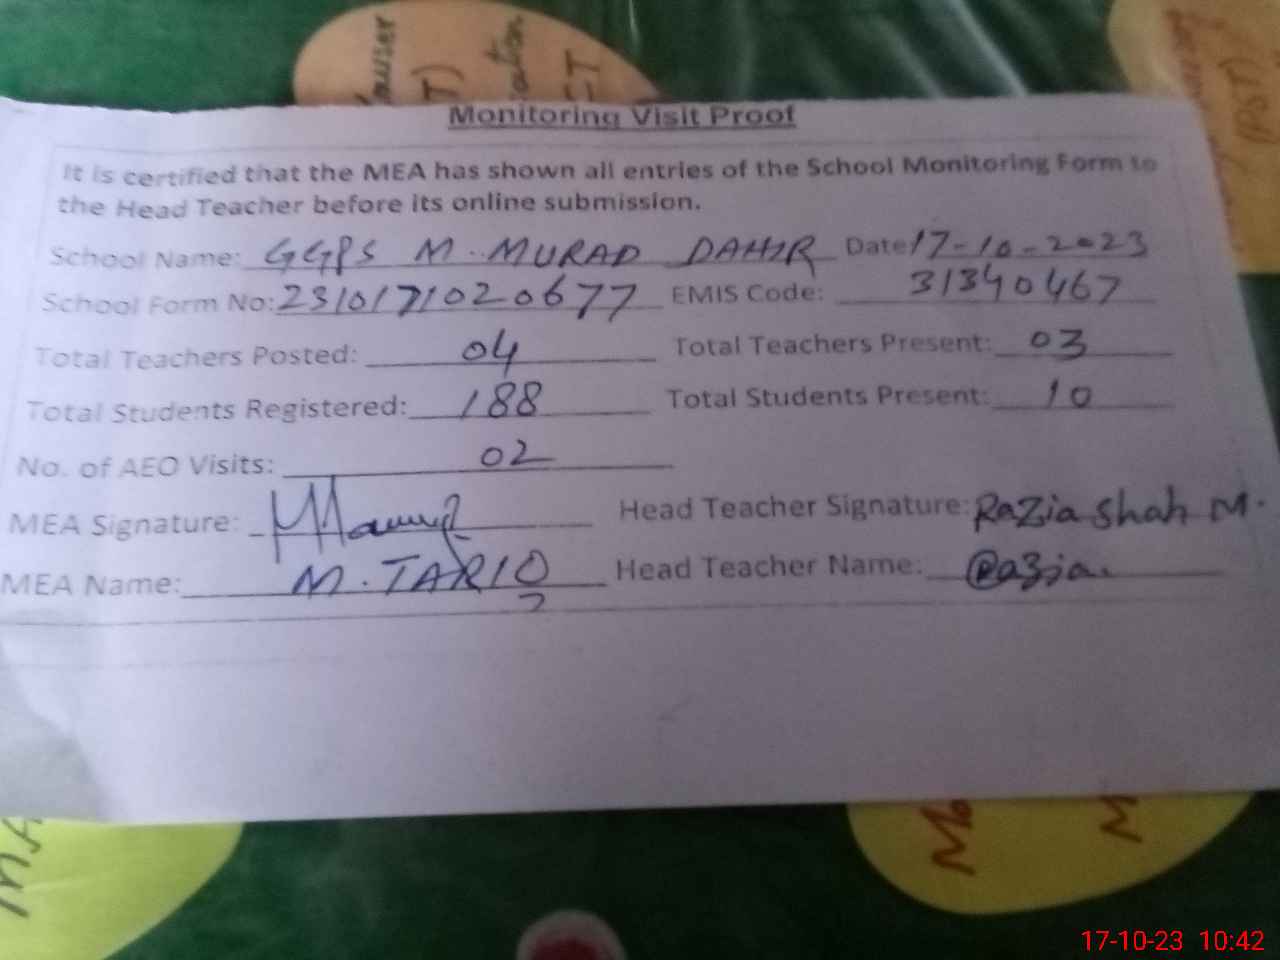 Monitoring Visit Proof
It is certified that the MEA has shown all entries of the School Monitoring Form to
the Head Teacher before its online submission.
School Name: GGPS M. MURAD DAHIR Date 17-10-2023
School Form No: 2310171020677 EMIS Code: 31340467
Total Teachers Posted: 04 Total Teachers Present: 03
Total Students Registered: 188 Total Students Present: 10
No. of AEO Visits: 02
MEA Signature: Head Teacher Signature: Razia Shah M.
MEA Name: M. TARIQ Head Teacher Name: Razia
17-10-23 10:42